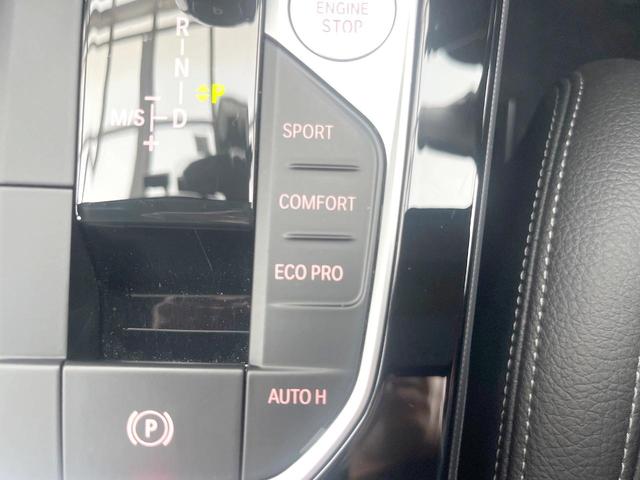 ENGINE
STOP
R
N
D
P
M/S
+
SPORT
COMFORT
ECO PRO
AUTO H
P